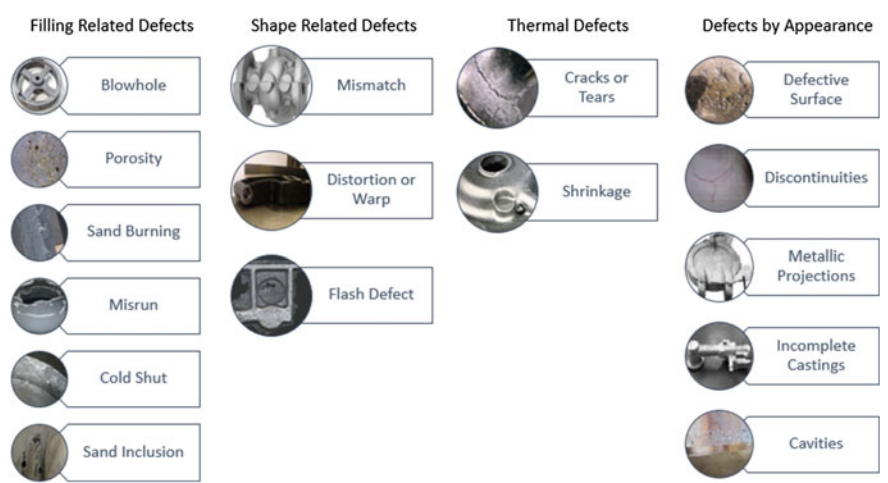 Filling Related Defects
Blowhole
Porosity
Sand Burning
Misrun
Cold Shut
Sand Inclusion
Shape Related Defects
Mismatch
Distortion or
Warp
Flash Defect
Thermal Defects
Cracks or
Tears
Shrinkage
Defects by Appearance
Defective
Surface
Discontinuities
Metallic
Projections
Incomplete
Castings
Cavities